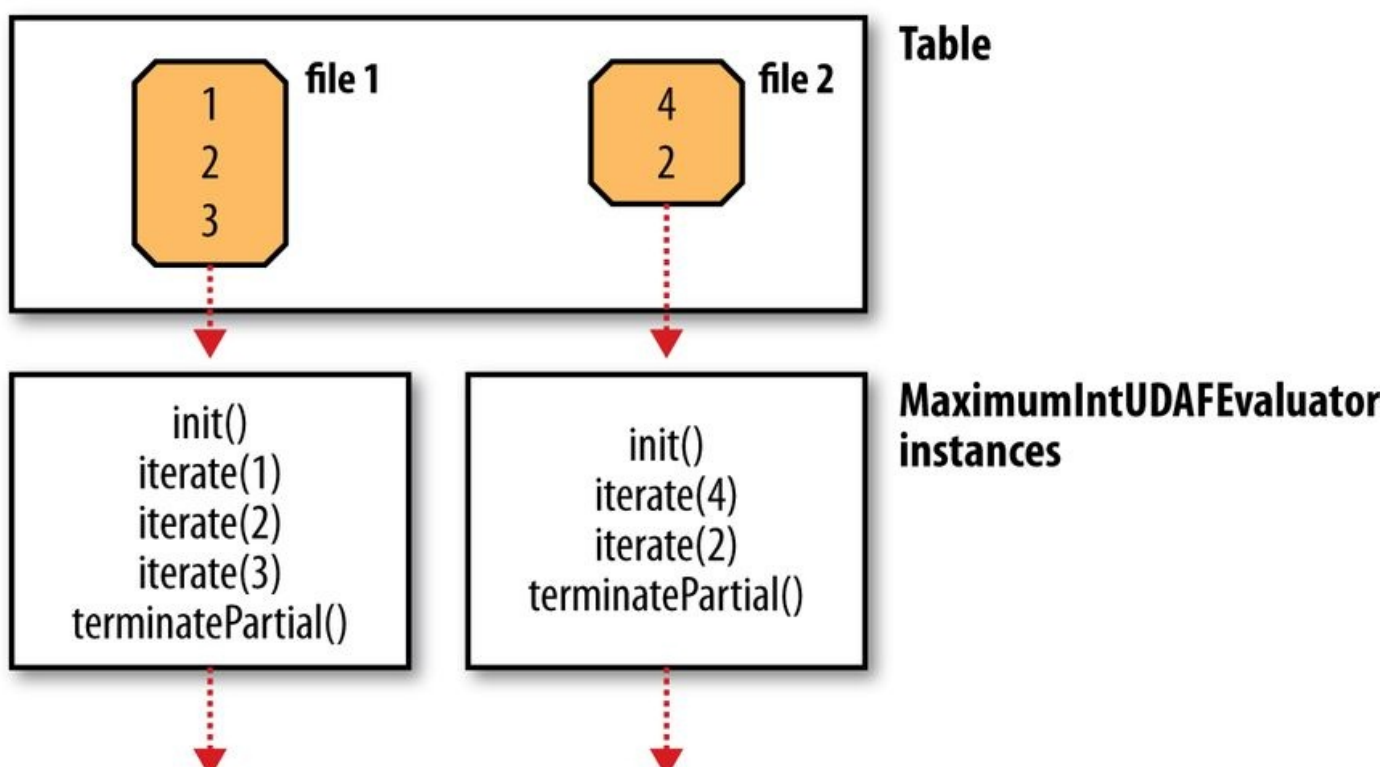 Table
file 1
1
2
3
file 2
4
2
MaximumIntUDAFEvaluator
instances
init()
iterate(1)
iterate(2)
iterate(3)
terminatePartial()
init()
iterate(4)
iterate(2)
terminatePartial()